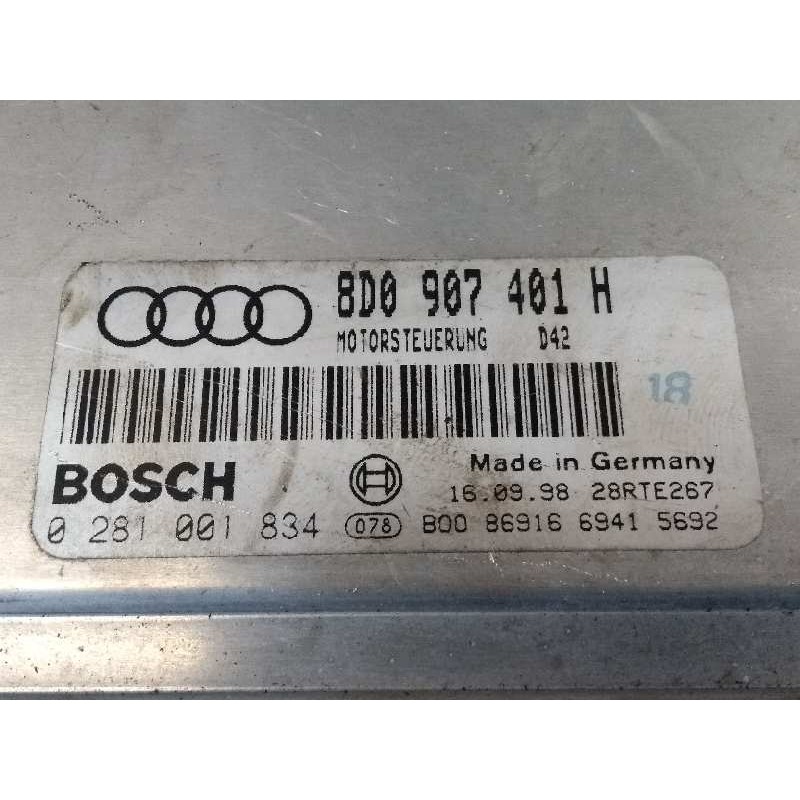 8D0 907 401 H
MOTORSTEUERUNG D42
18
BOSCH
Made in Germany
16.09.98 28RTE267
0 281 001 834 078 B00 86916 6941 5692